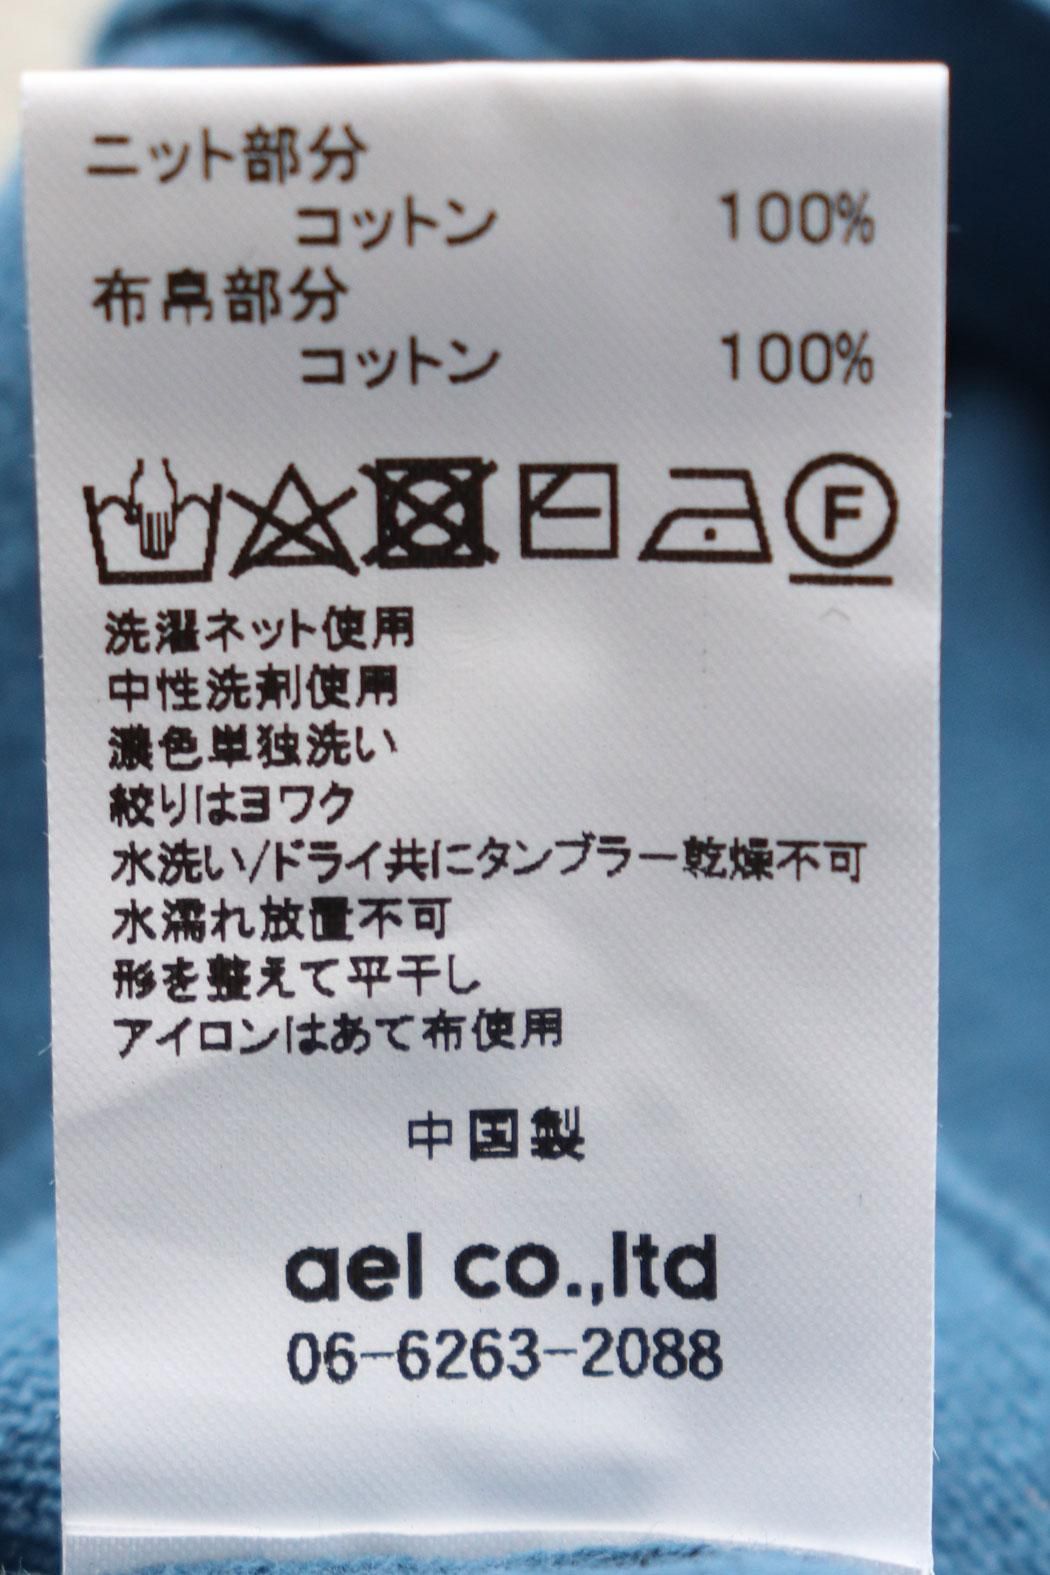 ニット部分
コットン 100%
布帛部分
コットン 100%
F
洗濯ネット使用
中性洗剤使用
濃色単独洗い
絞りはヨワク
水洗い/ドライ共にタンブラー乾燥不可
水濡れ放置不可
形を整えて平干し
アイロンはあて布使用
中国製
ael co.,ltd
06-6263-2088